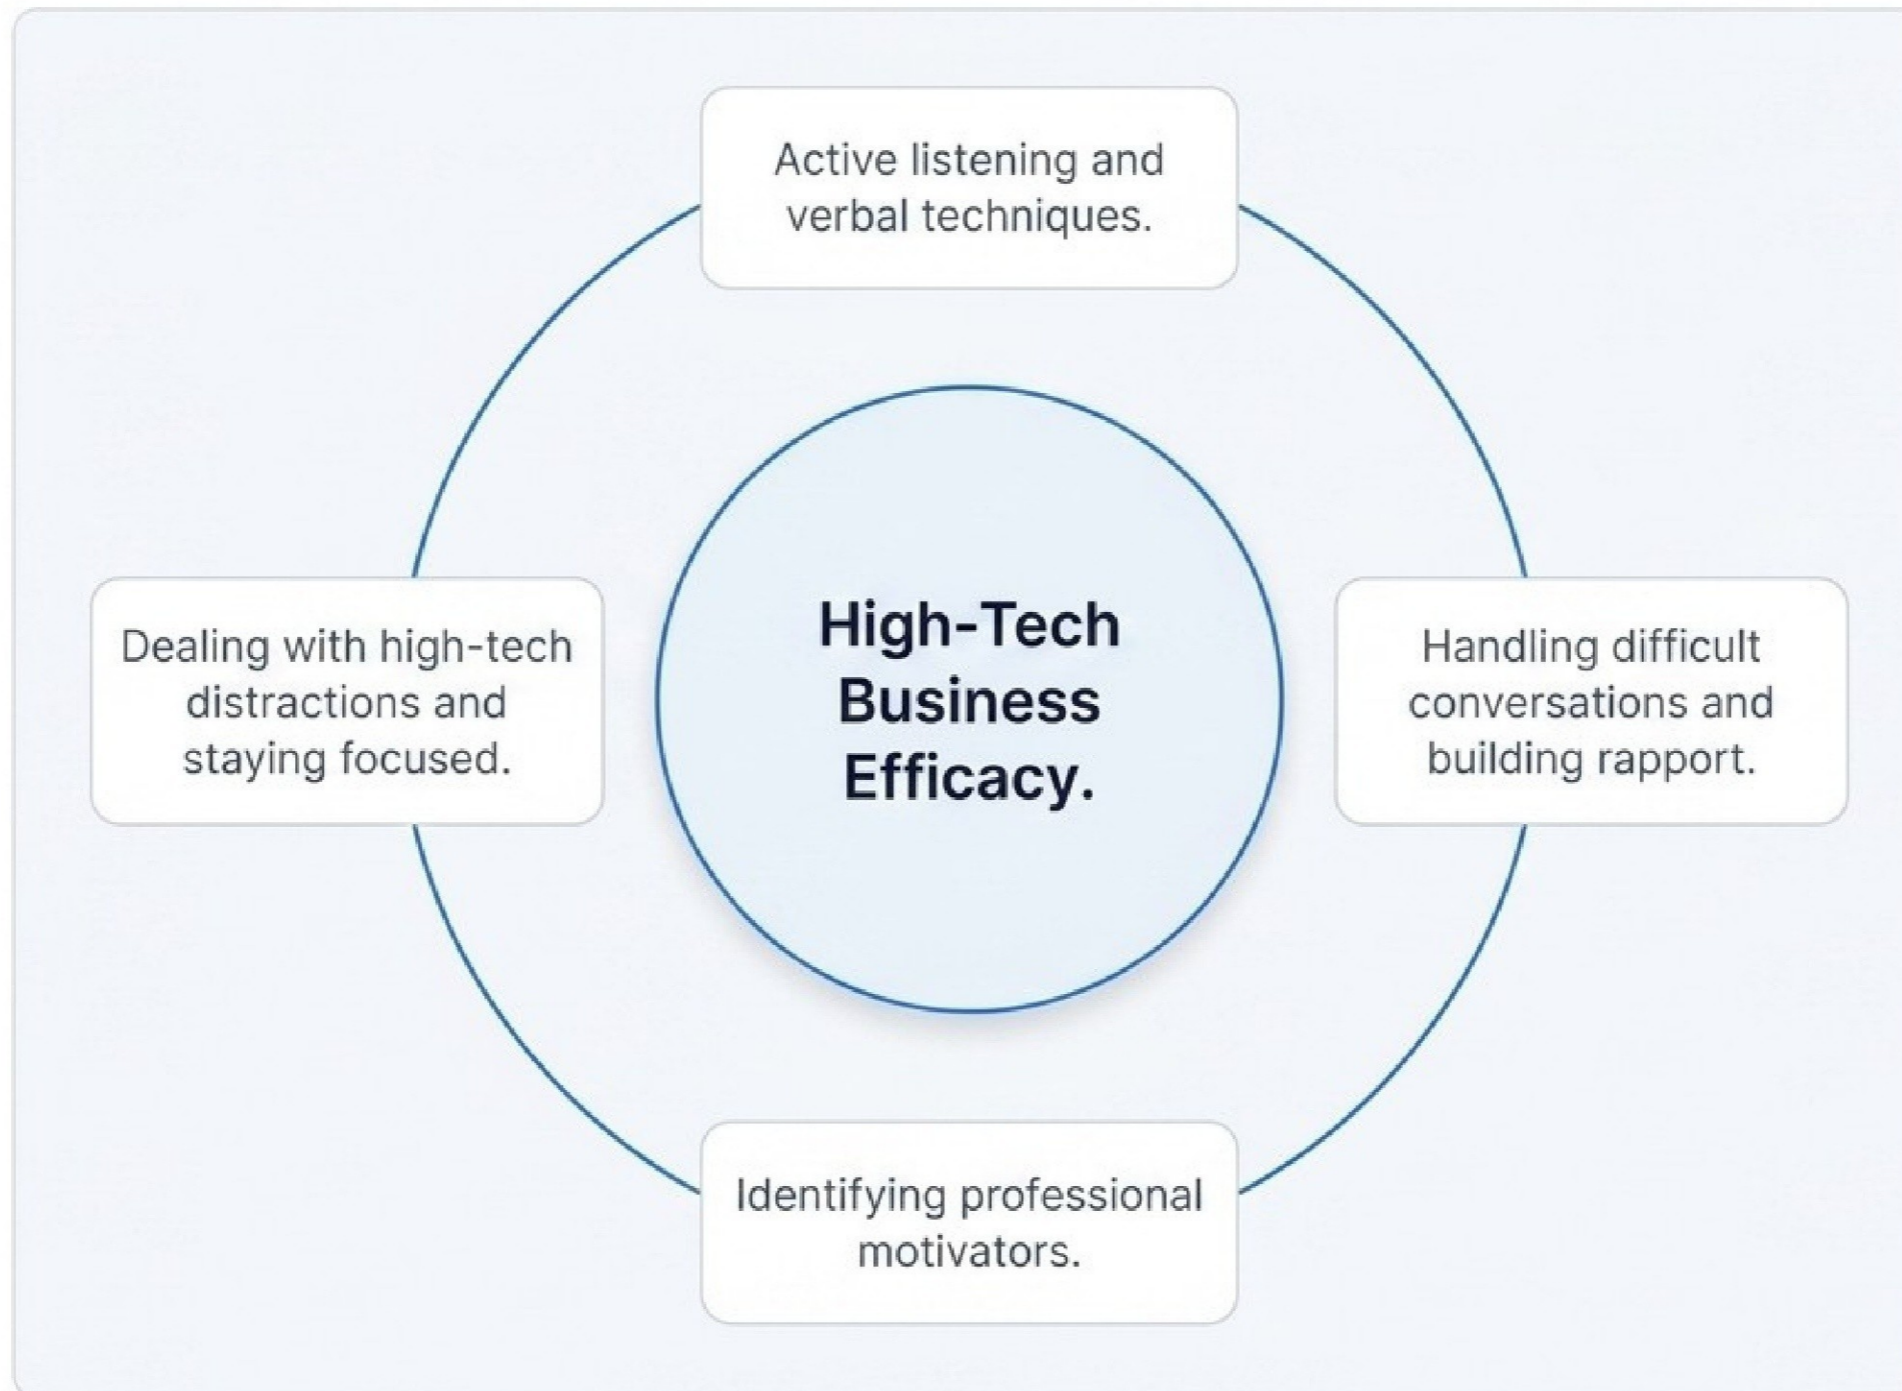 Active listening and
verbal techniques.
Dealing with high-tech
distractions and
staying focused.
High-Tech
Business
Efficacy.
Handling difficult
conversations and
building rapport.
Identifying professional
motivators.